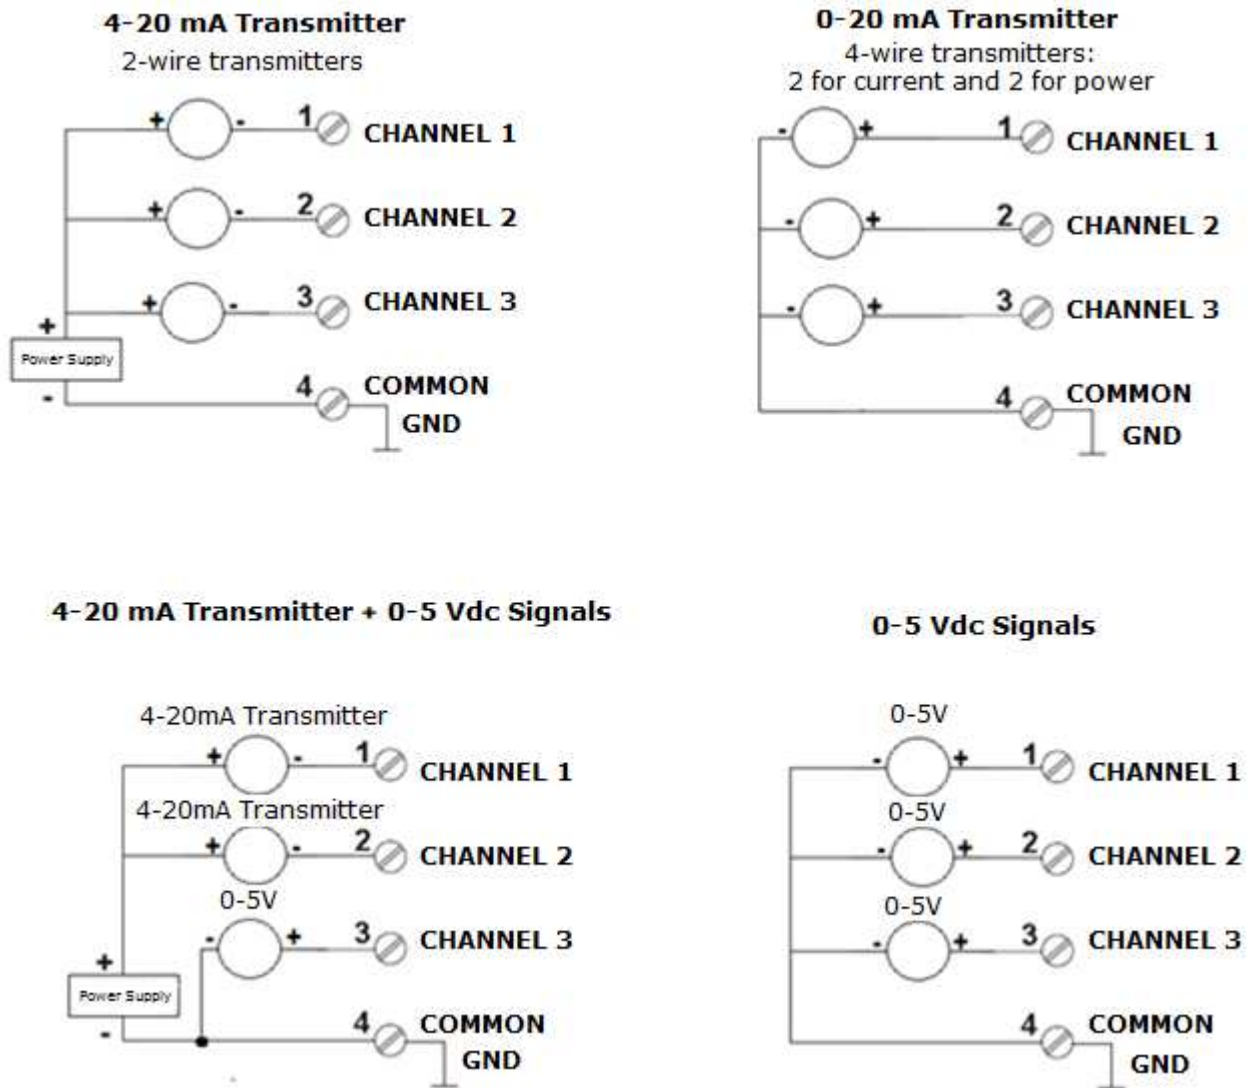 4-20 mA Transmitter
2-wire transmitters
+ - 1 CHANNEL 1
+ - 2 CHANNEL 2
+ - 3 CHANNEL 3
+
Power Supply
-
4 COMMON
GND
0-20 mA Transmitter
4-wire transmitters:
2 for current and 2 for power
- + 1 CHANNEL 1
- + 2 CHANNEL 2
- + 3 CHANNEL 3
4 COMMON
GND
4-20 mA Transmitter + 0-5 Vdc Signals
4-20mA Transmitter
+ - 1 CHANNEL 1
4-20mA Transmitter
+ - 2 CHANNEL 2
0-5V
- + 3 CHANNEL 3
+
Power Supply
-
4 COMMON
GND
0-5 Vdc Signals
0-5V
- + 1 CHANNEL 1
0-5V
- + 2 CHANNEL 2
0-5V
- + 3 CHANNEL 3
4 COMMON
GND